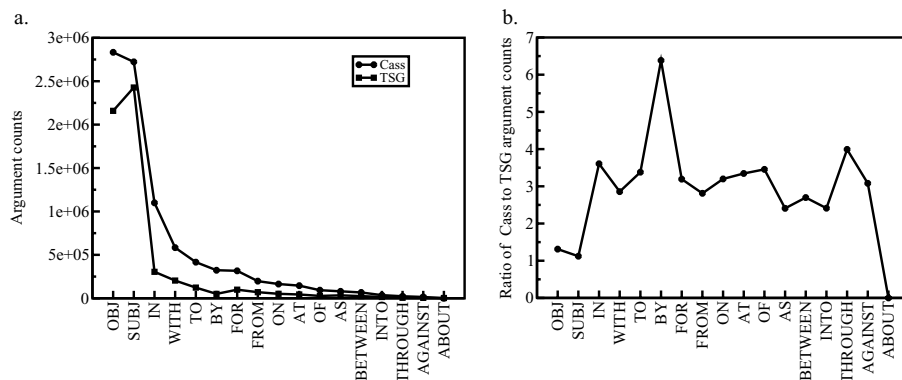 a.
b.
3e+06
2.5e+06
2e+06
1.5e+06
1e+06
5e+05
0
Argument counts
Cass
TSG
OBJ
SUBJ
IN
WITH
TO
BY
FOR
FROM
ON
AT
OF
AS
BETWEEN
INTO
THROUGH
AGAINST
ABOUT
7
6
5
4
3
2
1
0
Ratio of Cass to TSG argument counts
OBJ
SUBJ
IN
WITH
TO
BY
FOR
FROM
ON
AT
OF
AS
BETWEEN
INTO
THROUGH
AGAINST
ABOUT